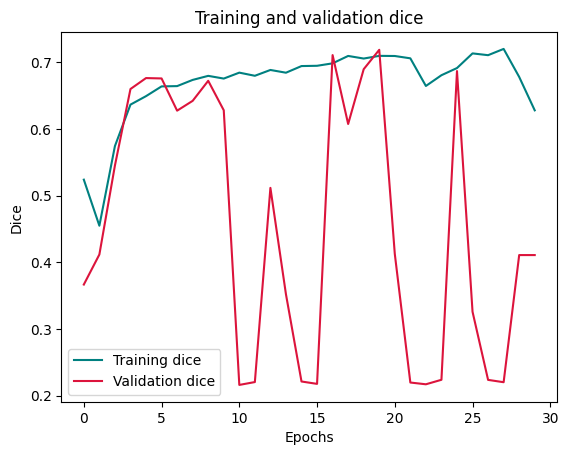 Training and validation dice
0.7
0.6
0.5
0.4
0.3
0.2
Dice
Training dice
Validation dice
0 5 10 15 20 25 30
Epochs